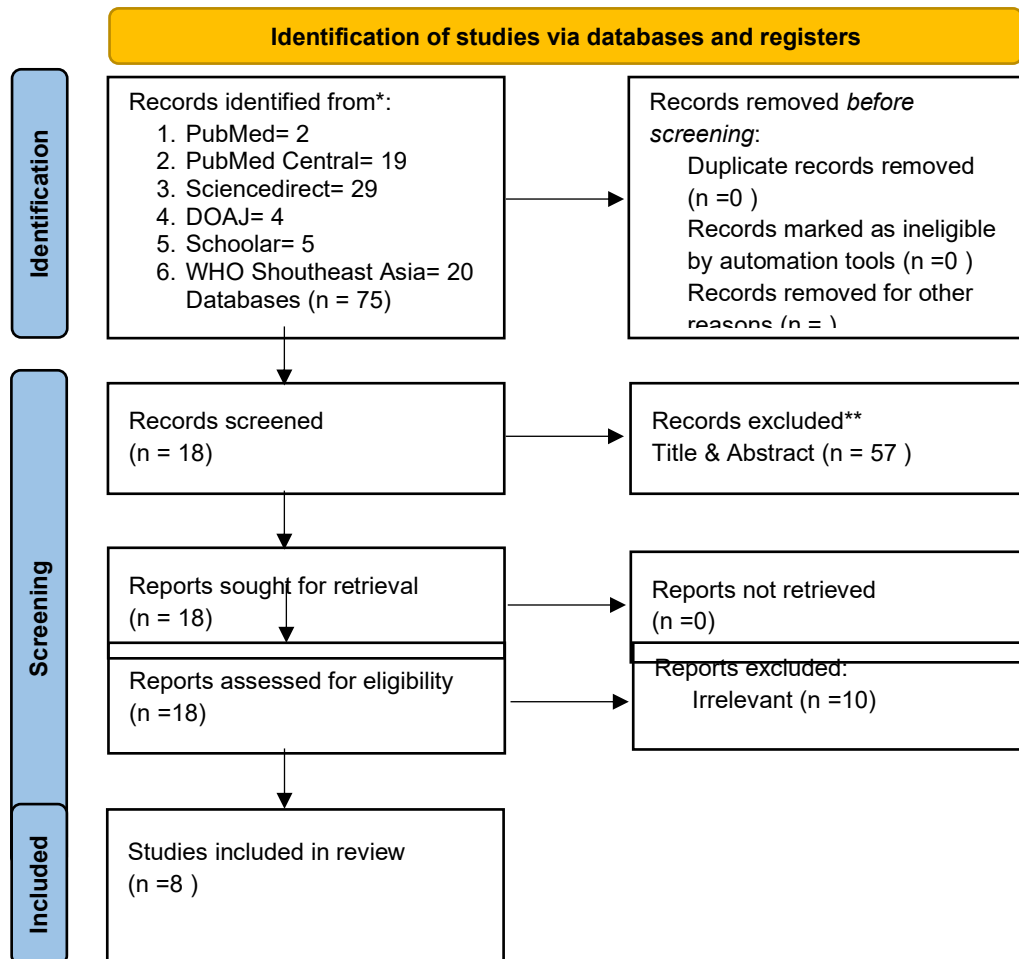 Identification of studies via databases and registers
Identification
Records identified from*:
1. PubMed= 2
2. PubMed Central= 19
3. Sciencedirect= 29
4. DOAJ= 4
5. Schoolar= 5
6. WHO Shoutheast Asia= 20
Databases (n = 75)
Records removed before
screening:
Duplicate records removed
(n =0 )
Records marked as ineligible
by automation tools (n =0 )
Records removed for other
reasons (n = )
Screening
Records screened
(n = 18)
Records excluded**
Title & Abstract (n = 57 )
Reports sought for retrieval
(n = 18)
Reports not retrieved
(n =0)
Reports assessed for eligibility
(n =18)
Reports excluded:
Irrelevant (n =10)
Included
Studies included in review
(n =8 )